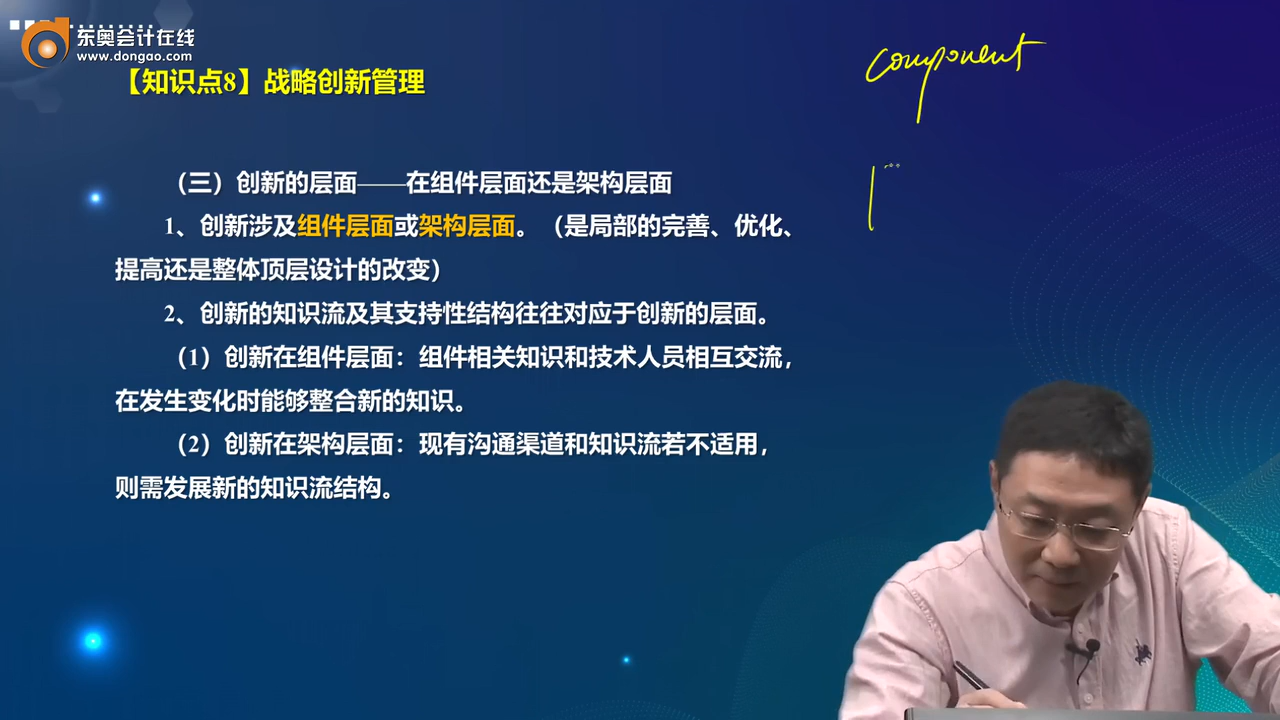 东奥会计在线
www.dongao.com
【知识点8】战略创新管理
component
（三）创新的层面——在组件层面还是架构层面
1、创新涉及组件层面或架构层面。（是局部的完善、优化、
提高还是整体顶层设计的改变）
2、创新的知识流及其支持性结构往往对应于创新的层面。
（1）创新在组件层面：组件相关知识和技术人员相互交流，
在发生变化时能够整合新的知识。
（2）创新在架构层面：现有沟通渠道和知识流若不适用，
则需发展新的知识流结构。